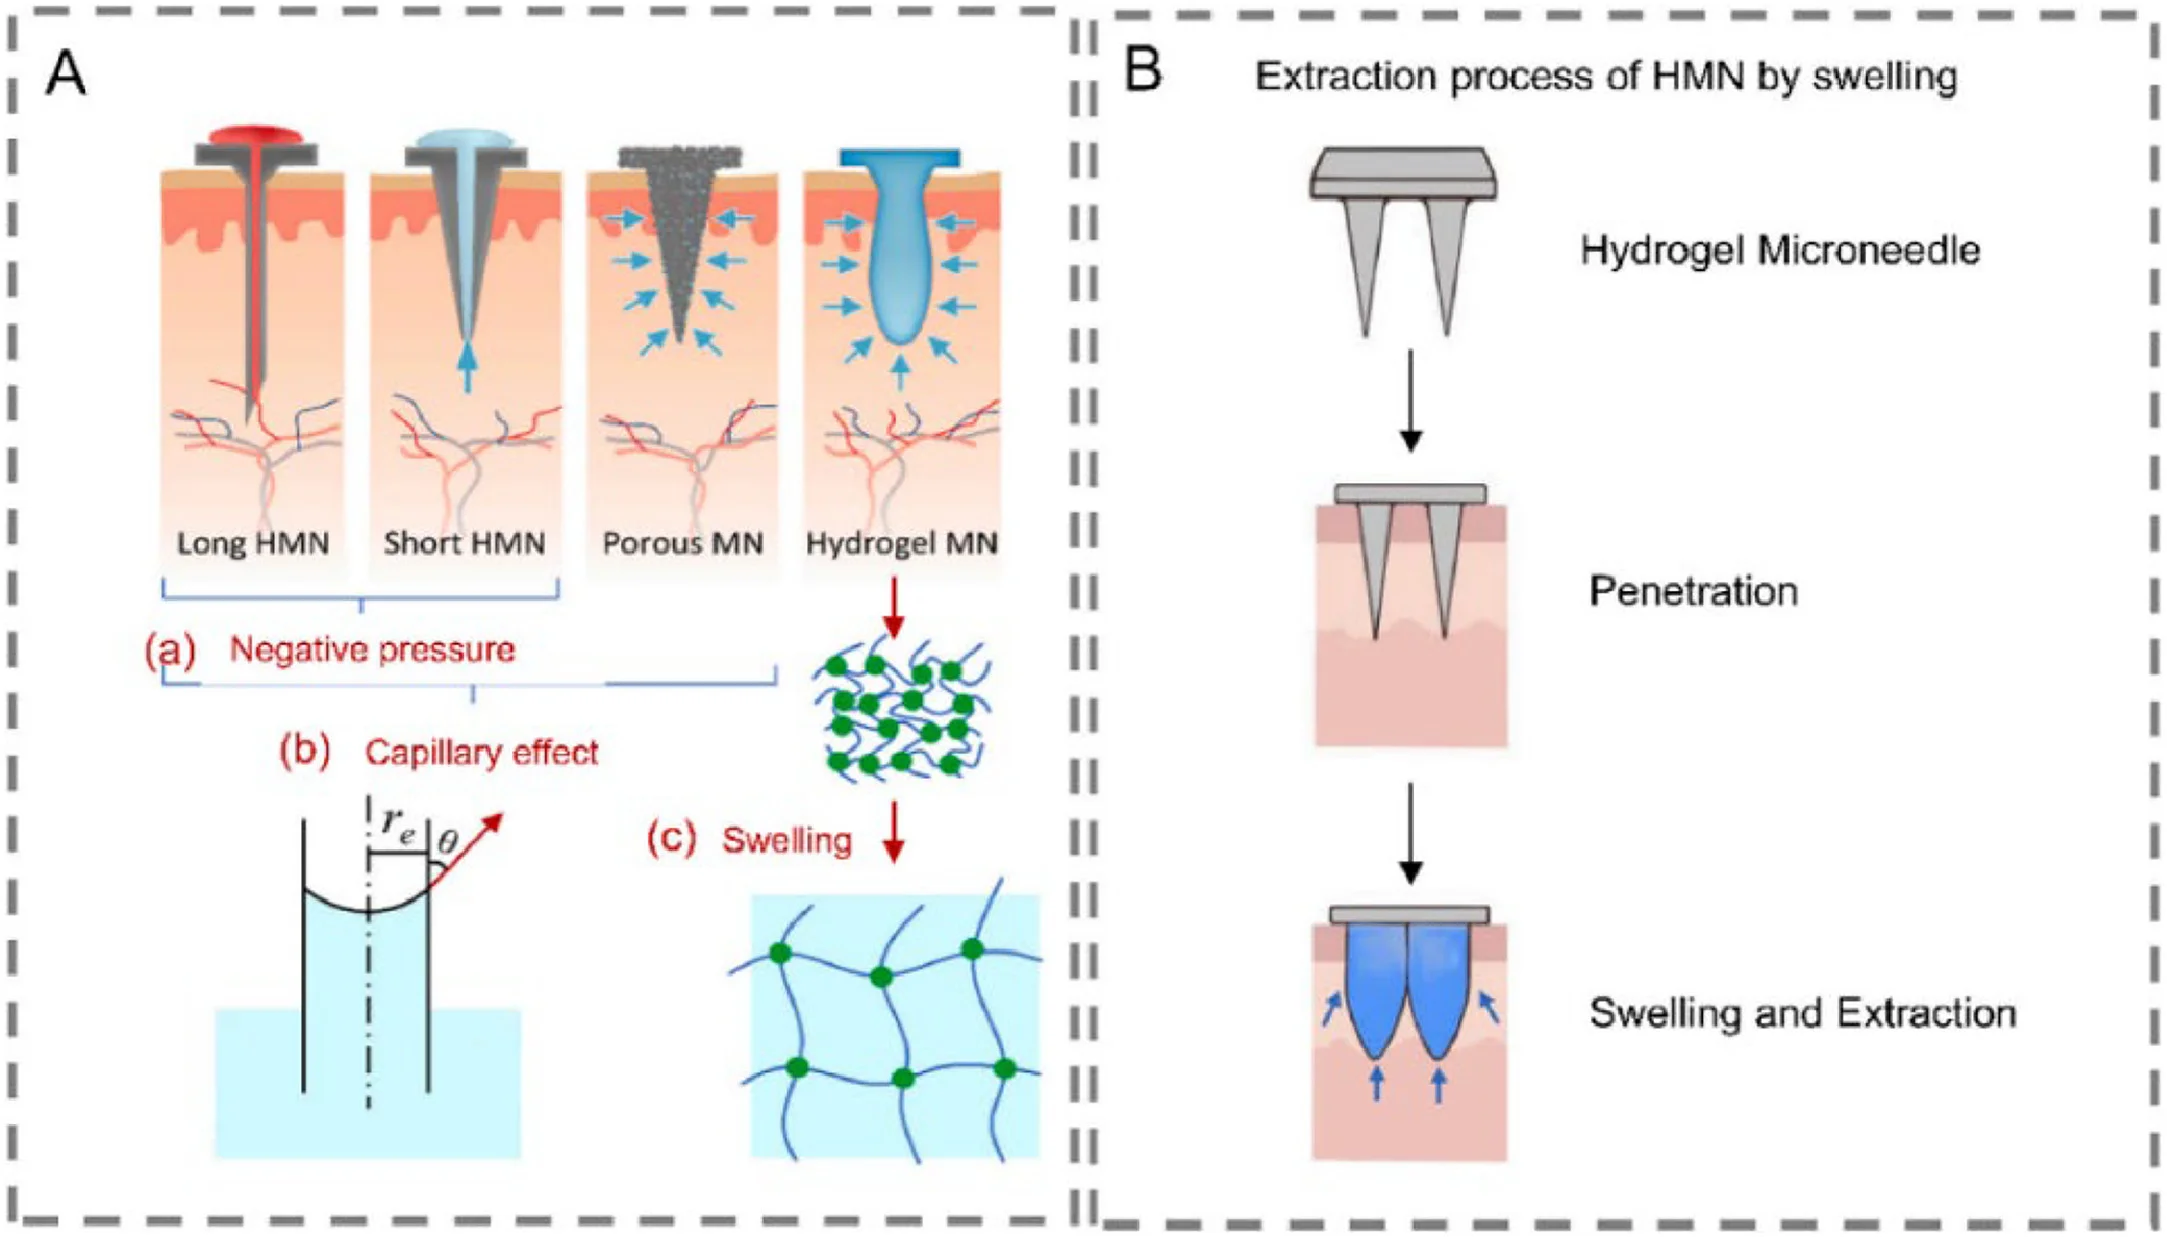 A
Long HMN
Short HMN
Porous MN
Hydrogel MN
(a) Negative pressure
(b) Capillary effect
rₑ
θ
(c) Swelling
B
Extraction process of HMN by swelling
Hydrogel Microneedle
Penetration
Swelling and Extraction